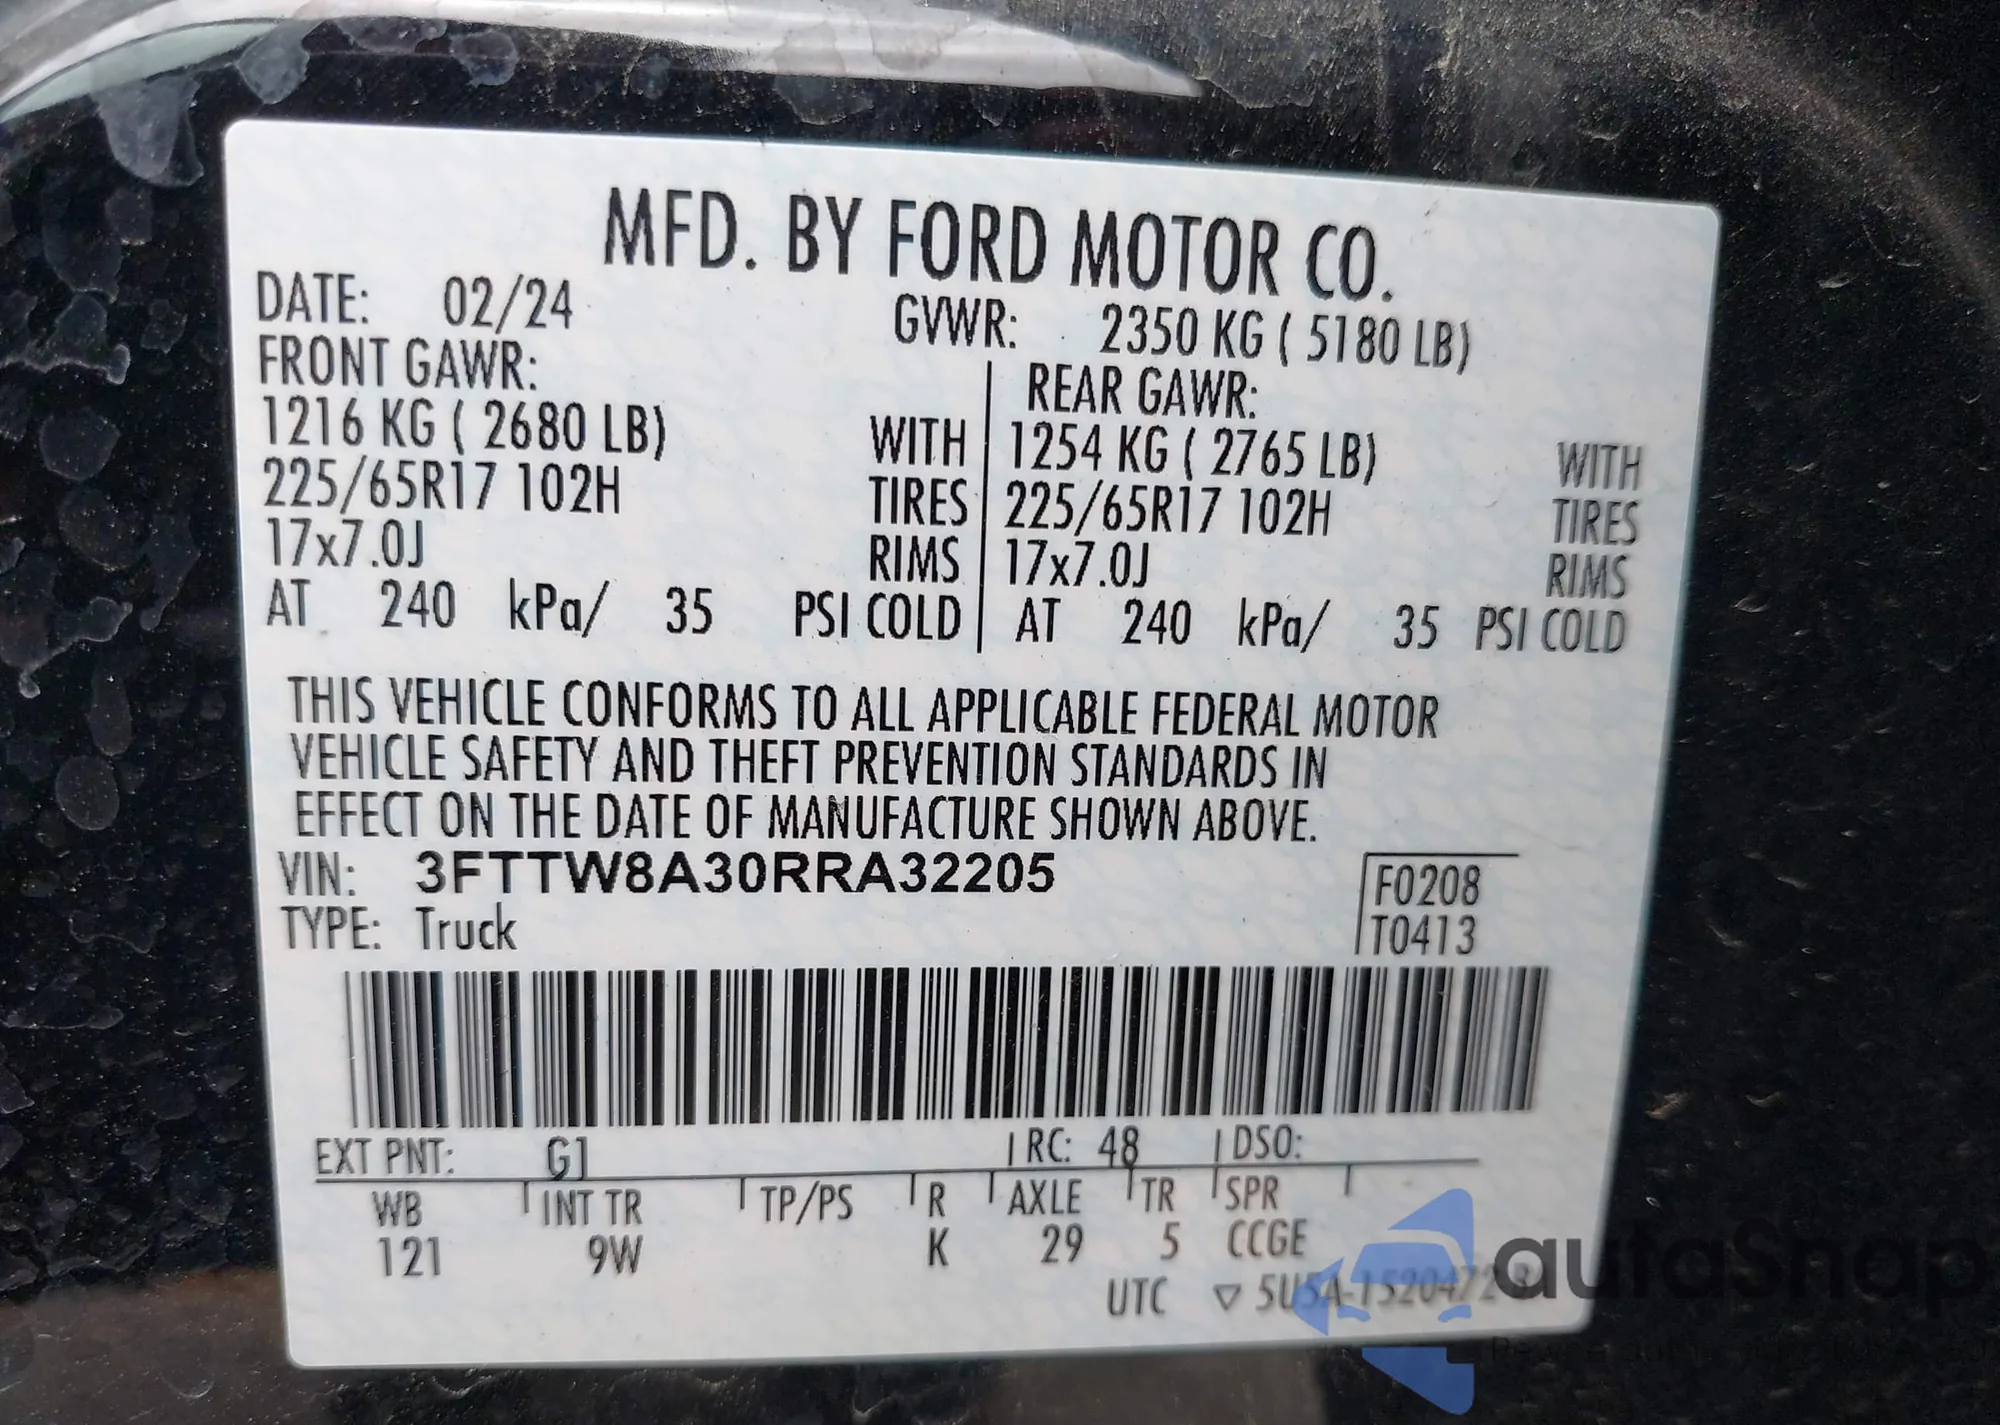 MFD. BY FORD MOTOR CO.
DATE: 02/24 GVWR: 2350 KG ( 5180 LB)
FRONT GAWR: REAR GAWR:
1216 KG ( 2680 LB) WITH 1254 KG ( 2765 LB) WITH
225/65R17 102H TIRES 225/65R17 102H TIRES
17x7.0J RIMS 17x7.0J RIMS
AT 240 kPa/ 35 PSI COLD AT 240 kPa/ 35 PSI COLD
THIS VEHICLE CONFORMS TO ALL APPLICABLE FEDERAL MOTOR
VEHICLE SAFETY AND THEFT PREVENTION STANDARDS IN
EFFECT ON THE DATE OF MANUFACTURE SHOWN ABOVE.
VIN: 3FTTW8A30RRA32205 F0208
TYPE: Truck T0413
EXT PNT: G1 RC: 48 DSO:
WB INT TR TP/PS R AXLE TR SPR
121 9W K 29 5 CCGE
UTC ▽
autoSnap